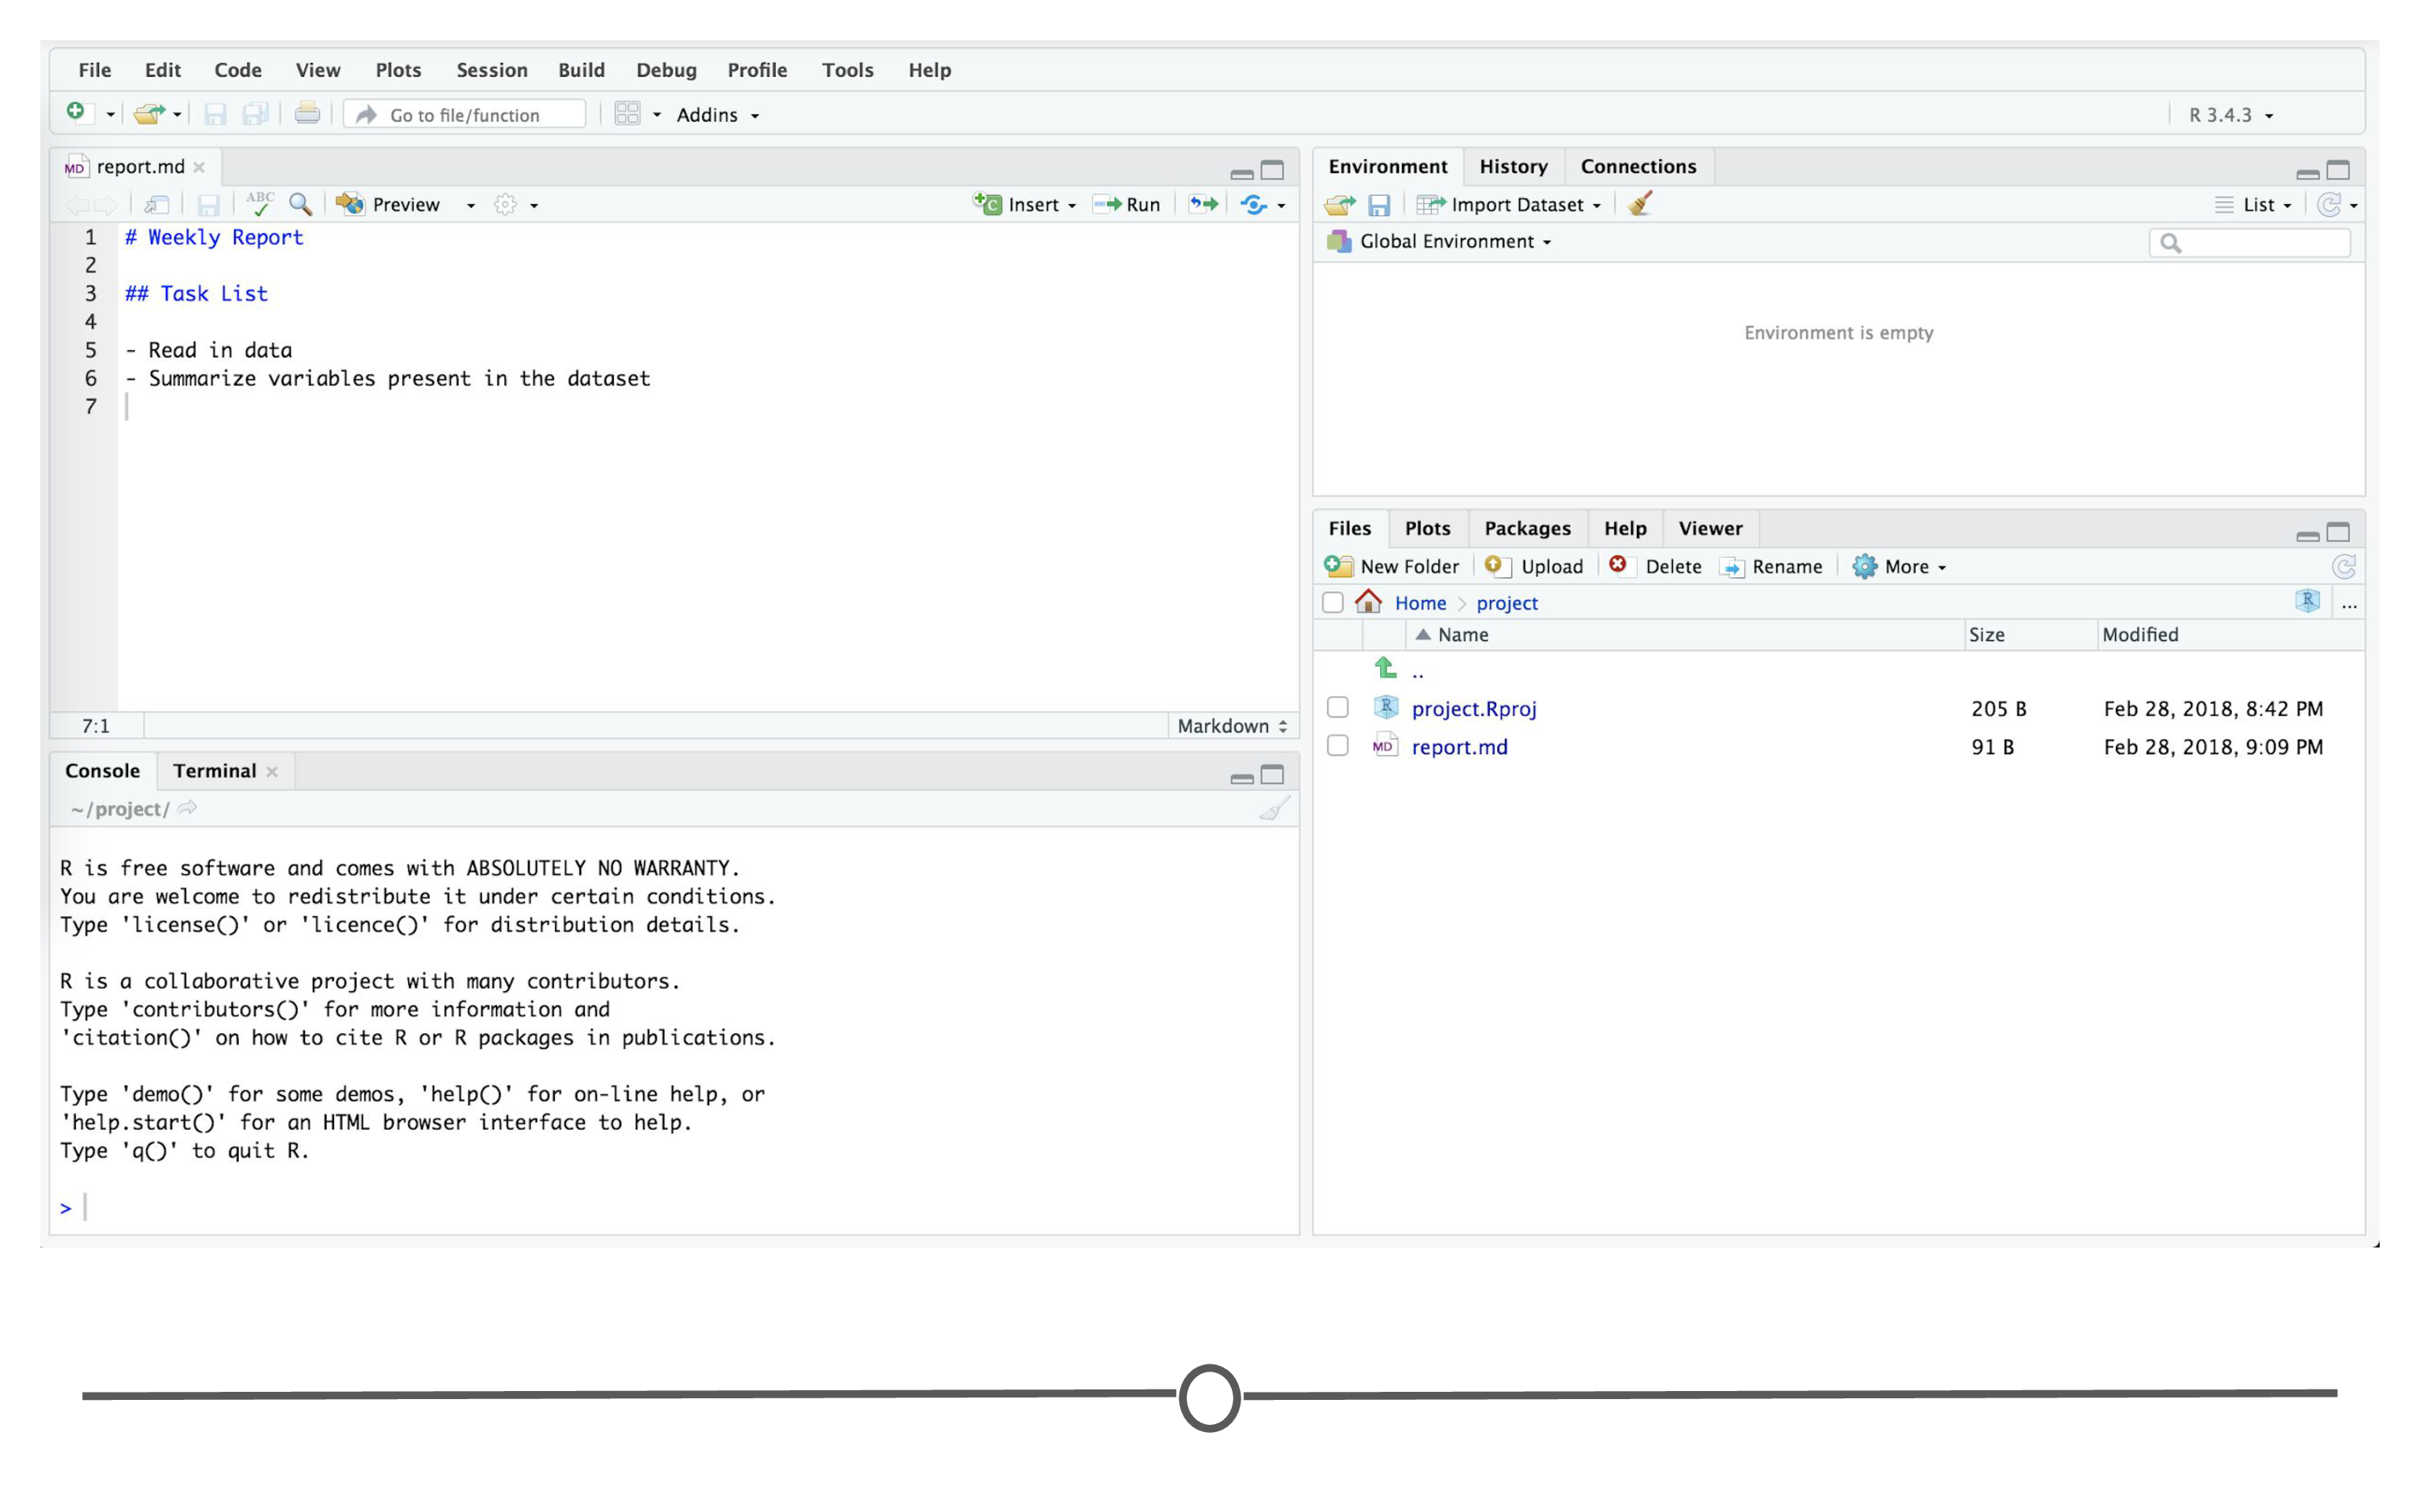 File Edit Code View Plots Session Build Debug Profile Tools Help
Go to file/function Addins R 3.4.3
MD report.md
ABC Preview Insert Run
1 # Weekly Report
2
3 ## Task List
4
5 - Read in data
6 - Summarize variables present in the dataset
7
7:1 Markdown
Console Terminal
~/project/
R is free software and comes with ABSOLUTELY NO WARRANTY.
You are welcome to redistribute it under certain conditions.
Type 'license()' or 'licence()' for distribution details.
R is a collaborative project with many contributors.
Type 'contributors()' for more information and
'citation()' on how to cite R or R packages in publications.
Type 'demo()' for some demos, 'help()' for on-line help, or
'help.start()' for an HTML browser interface to help.
Type 'q()' to quit R.
>
Environment History Connections
Import Dataset List
Global Environment
Environment is empty
Files Plots Packages Help Viewer
New Folder Upload Delete Rename More
Home > project R ...
Name Size Modified
..
R project.Rproj 205 B Feb 28, 2018, 8:42 PM
MD report.md 91 B Feb 28, 2018, 9:09 PM